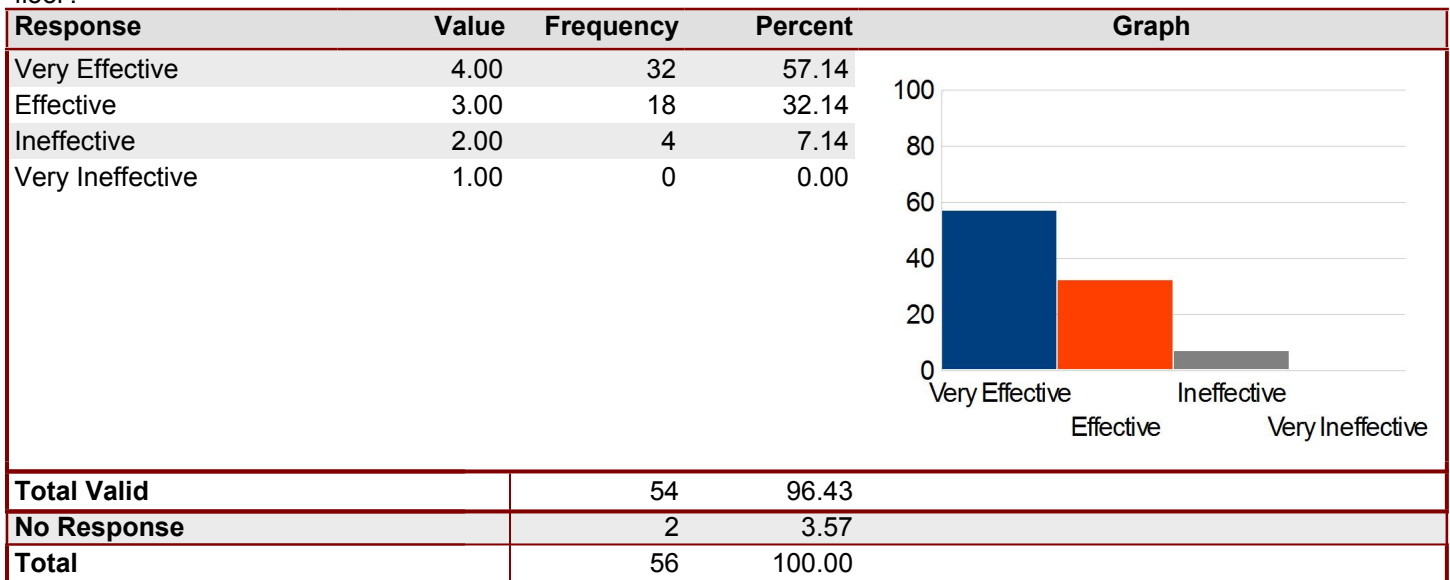 Response Value Frequency Percent Graph
Very Effective 4.00 32 57.14
Effective 3.00 18 32.14
Ineffective 2.00 4 7.14
Very Ineffective 1.00 0 0.00
100
80
60
40
20
0
Very Effective Ineffective
Effective Very Ineffective
Total Valid 54 96.43
No Response 2 3.57
Total 56 100.00